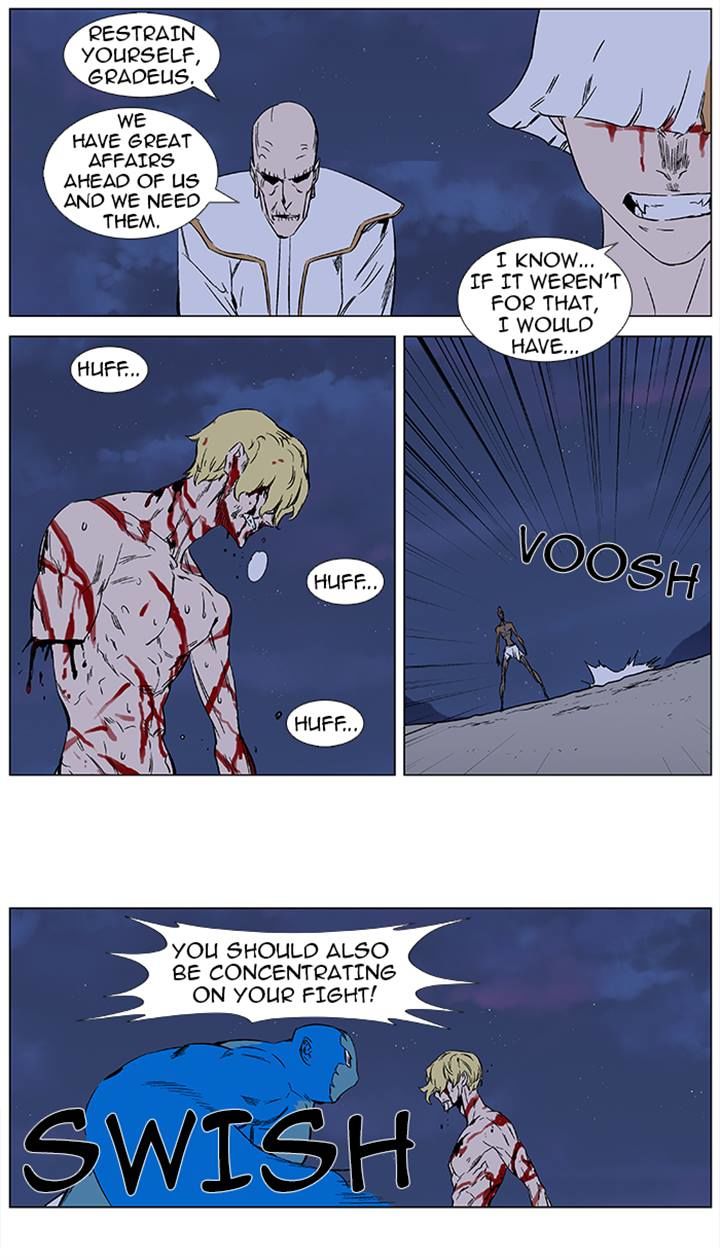 RESTRAIN
YOURSELF,
GRADEUS.
WE
HAVE GREAT
AFFAIRS
AHEAD OF US
AND WE NEED
THEM.
I KNOW...
IF IT WEREN'T
FOR THAT,
I WOULD
HAVE...
HUFF...
HUFF...
HUFF...
VOOSH
YOU SHOULD ALSO
BE CONCENTRATING
ON YOUR FIGHT!
SWISH